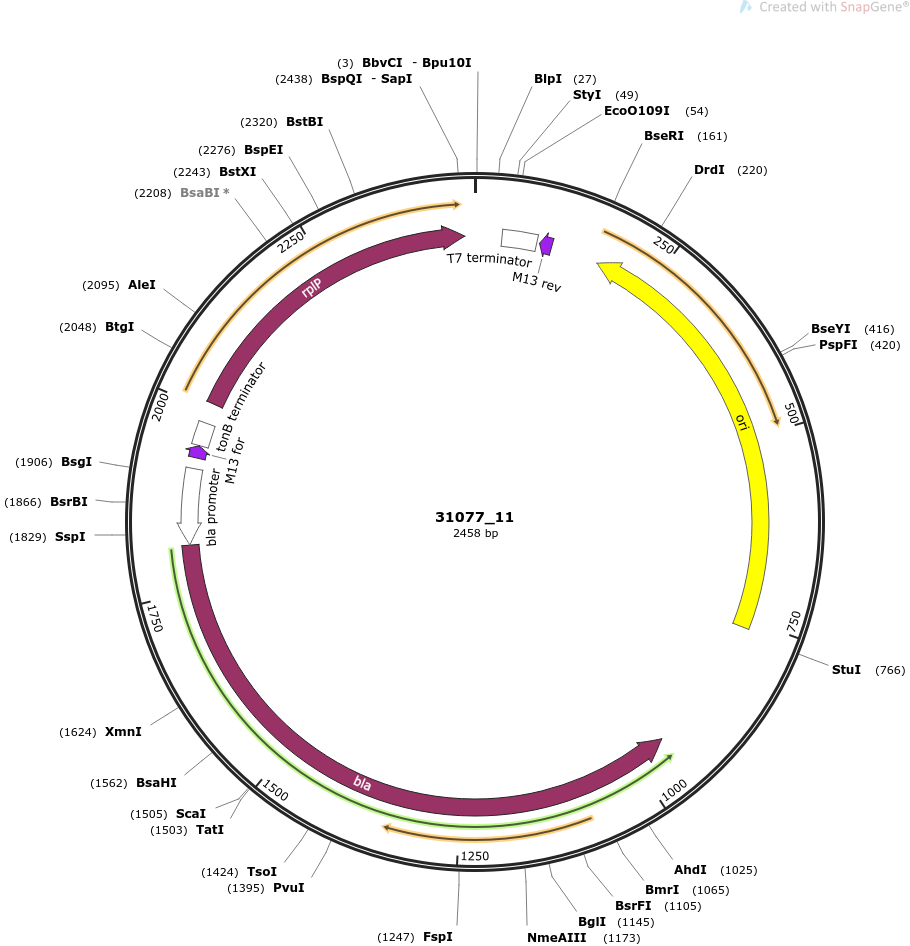 Created with SnapGene®
(3) BbvCI - Bpu10I
(2438) BspQI - SapI
BlpI (27)
StyI (49)
EcoO109I (54)
(2320) BstBI
BseRI (161)
(2276) BspEI
DrdI (220)
(2243) BstXI
(2208) BsaBI *
2250
250
T7 terminator
M13 rev
rplP
(2095) AleI
(2048) BtgI
BseYI (416)
PspFI (420)
2000
500
tonB terminator
M13 for
ori
(1906) BsgI
bla promoter
(1866) BsrBI
(1829) SspI
31077_11
2458 bp
1750
750
StuI (766)
(1624) XmnI
(1562) BsaHI
bla
1500
1000
(1505) ScaI
(1503) TatI
1250
(1424) TsoI
(1395) PvuI
AhdI (1025)
BmrI (1065)
BsrFI (1105)
BglI (1145)
(1247) FspI
NmeAIII (1173)